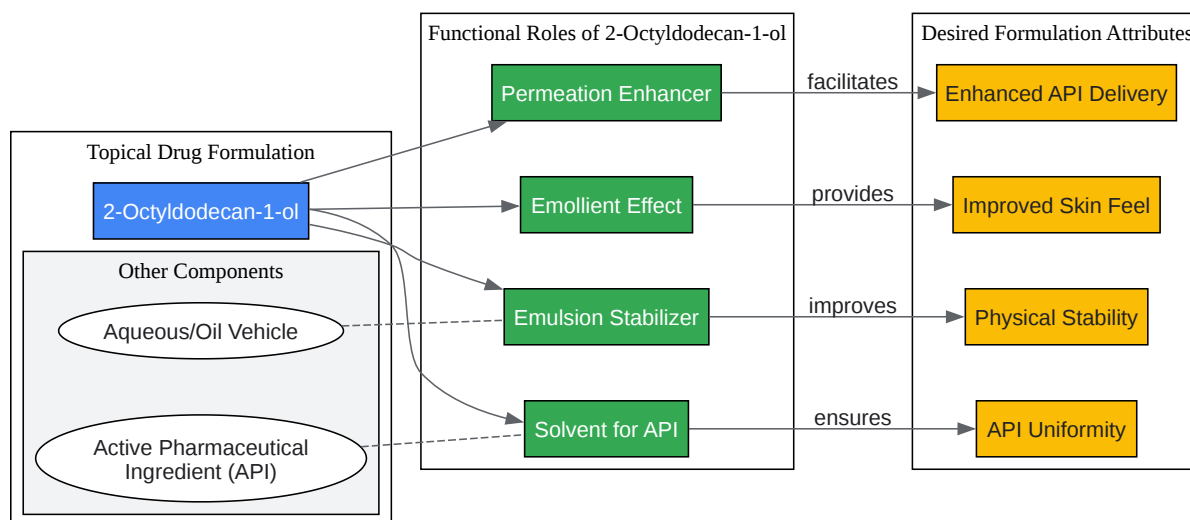 Topical Drug Formulation
2-Octyldodecan-1-ol
Other Components
Aqueous/Oil Vehicle
Active Pharmaceutical
Ingredient (API)
Functional Roles of 2-Octyldodecan-1-ol
Permeation Enhancer
Emollient Effect
Emulsion Stabilizer
Solvent for API
facilitates
provides
improves
ensures
Desired Formulation Attributes
Enhanced API Delivery
Improved Skin Feel
Physical Stability
API Uniformity